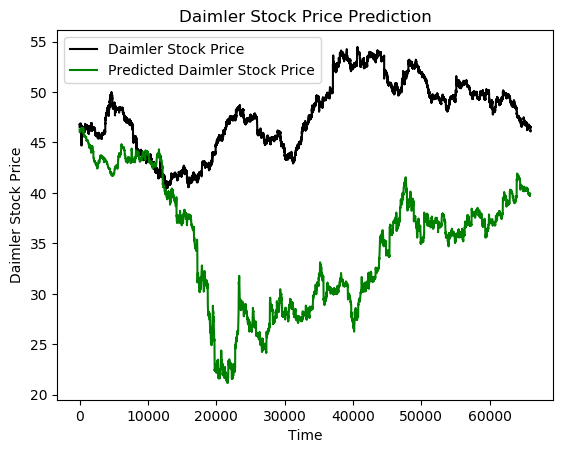 Daimler Stock Price Prediction
Daimler Stock Price
Predicted Daimler Stock Price
Daimler Stock Price
55
50
45
40
35
30
25
20
0 10000 20000 30000 40000 50000 60000
Time